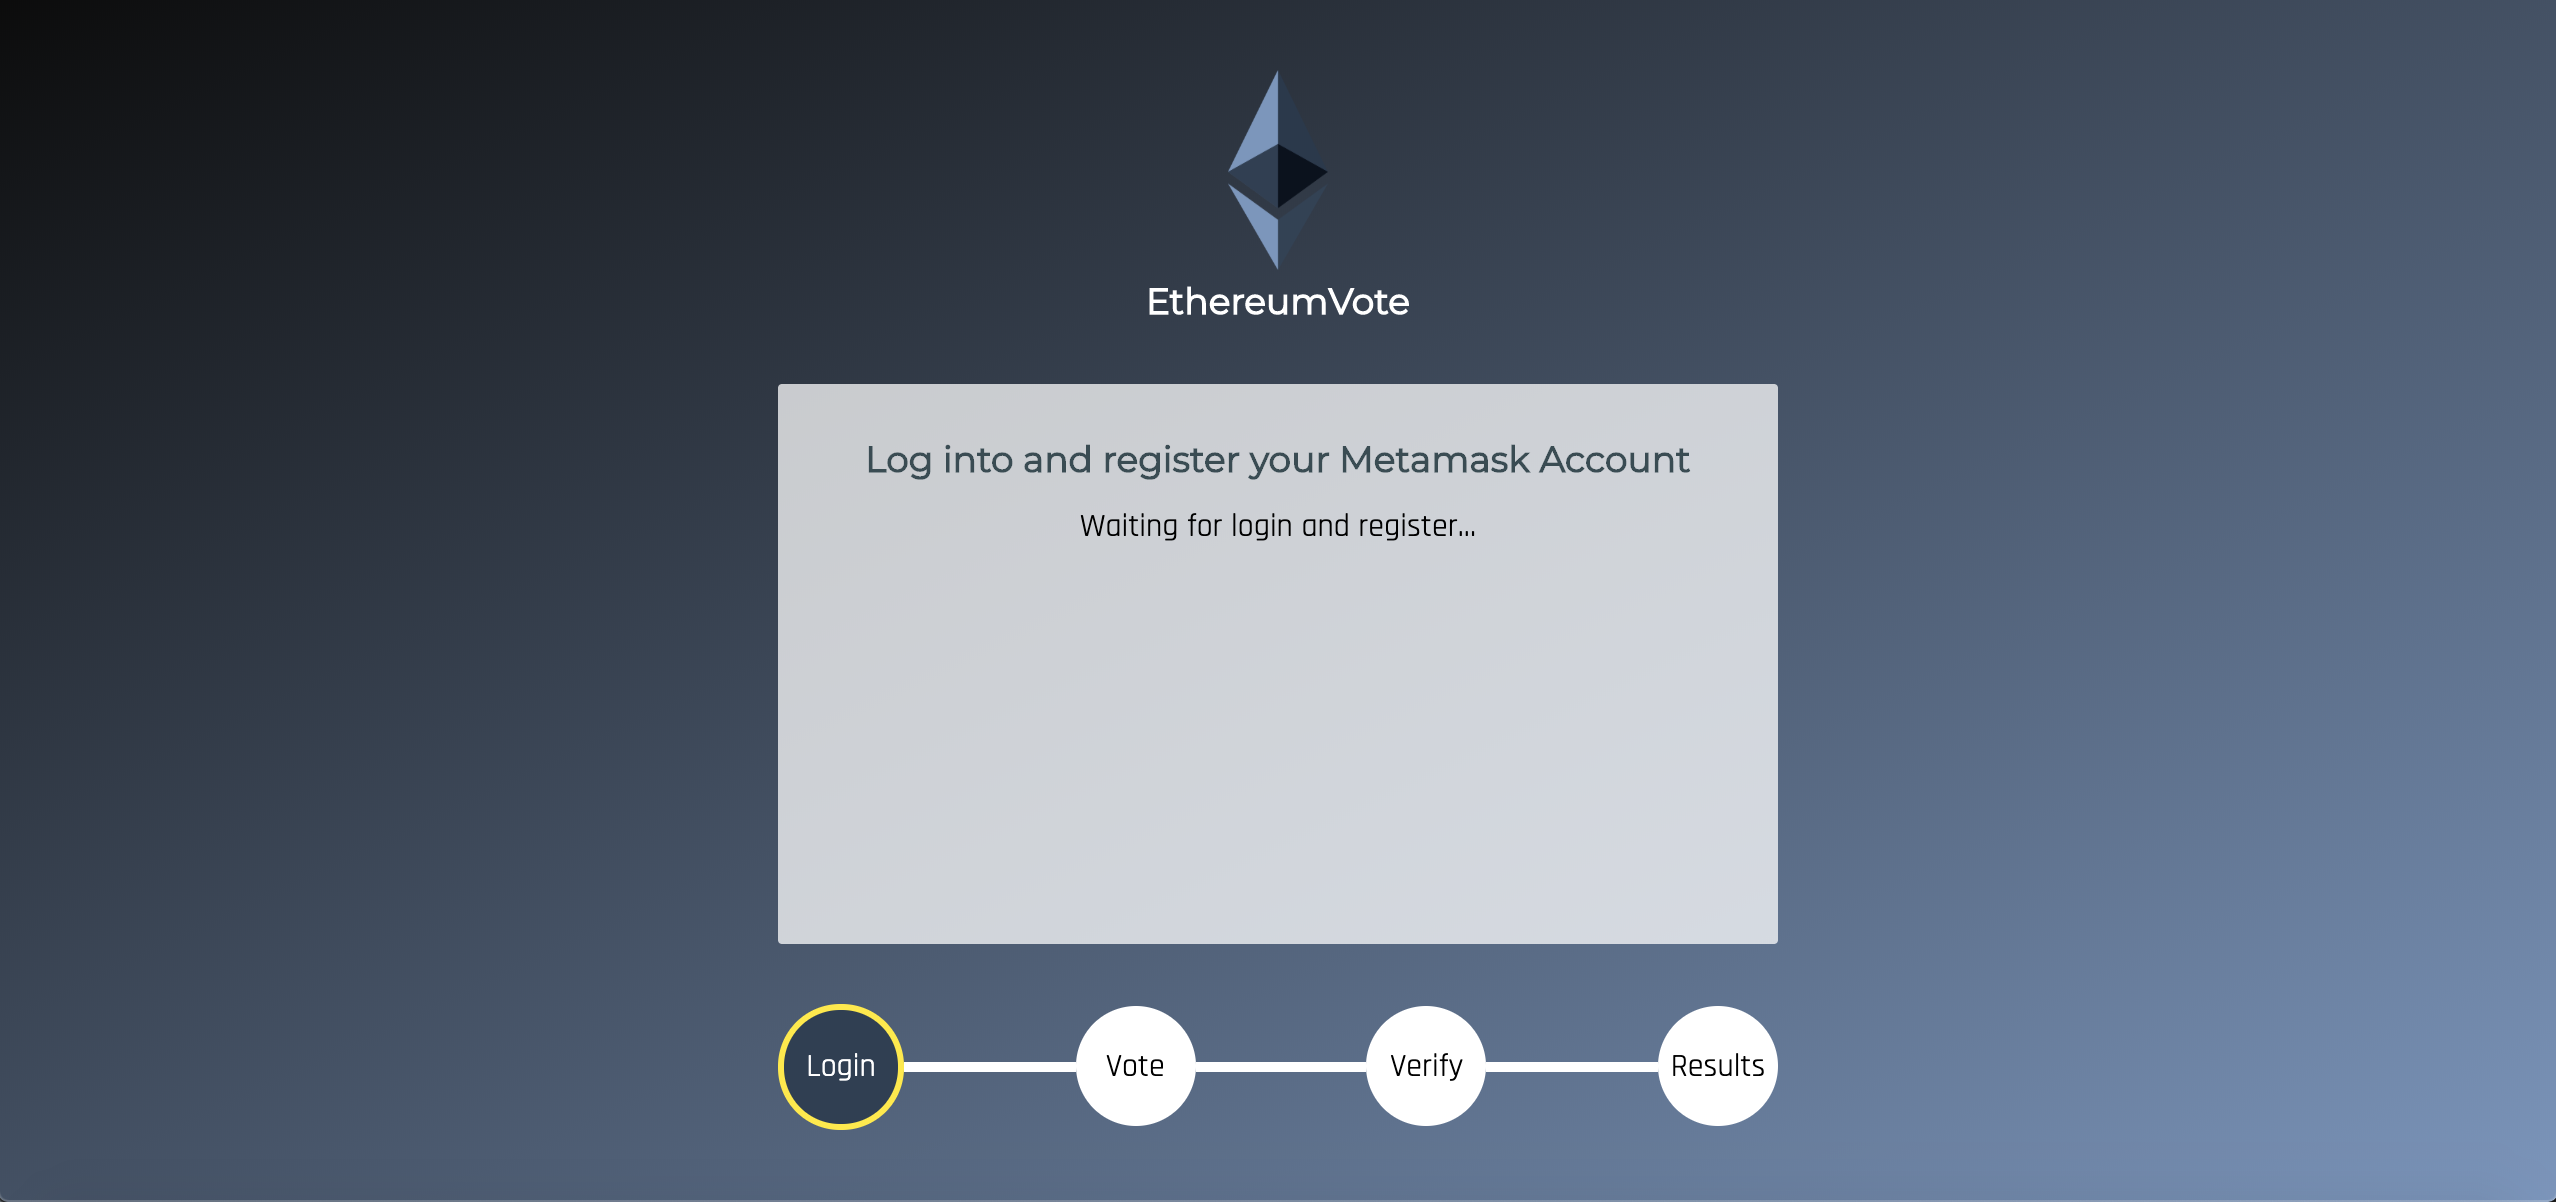 EthereumVote
Log into and register your Metamask Account
Waiting for login and register...
Login
Vote
Verify
Results